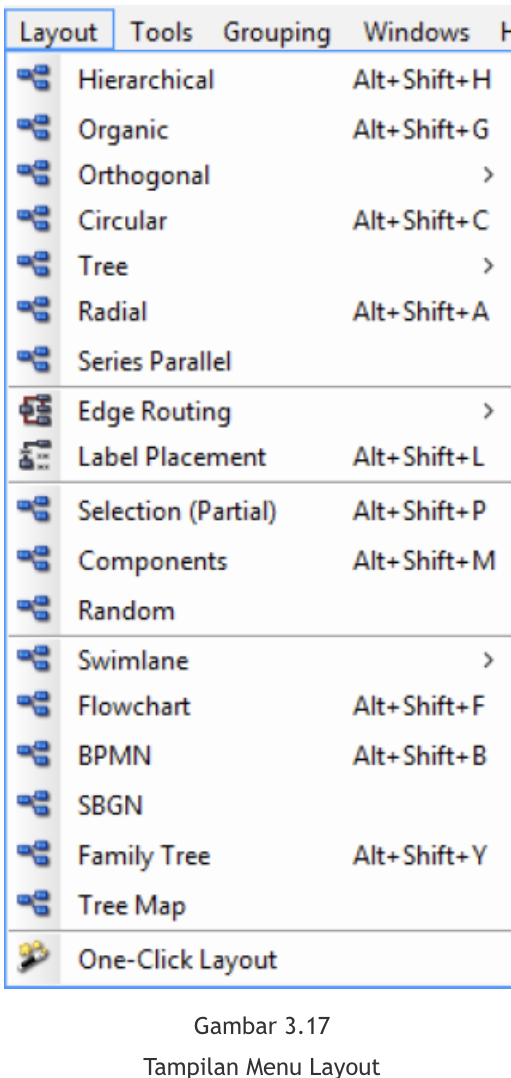 Layout Tools Grouping Windows H
Hierarchical Alt+Shift+H
Organic Alt+Shift+G
Orthogonal >
Circular Alt+Shift+C
Tree >
Radial Alt+Shift+A
Series Parallel
Edge Routing >
Label Placement Alt+Shift+L
Selection (Partial) Alt+Shift+P
Components Alt+Shift+M
Random
Swimlane >
Flowchart Alt+Shift+F
BPMN Alt+Shift+B
SBGN
Family Tree Alt+Shift+Y
Tree Map
One-Click Layout
Gambar 3.17
Tampilan Menu Layout